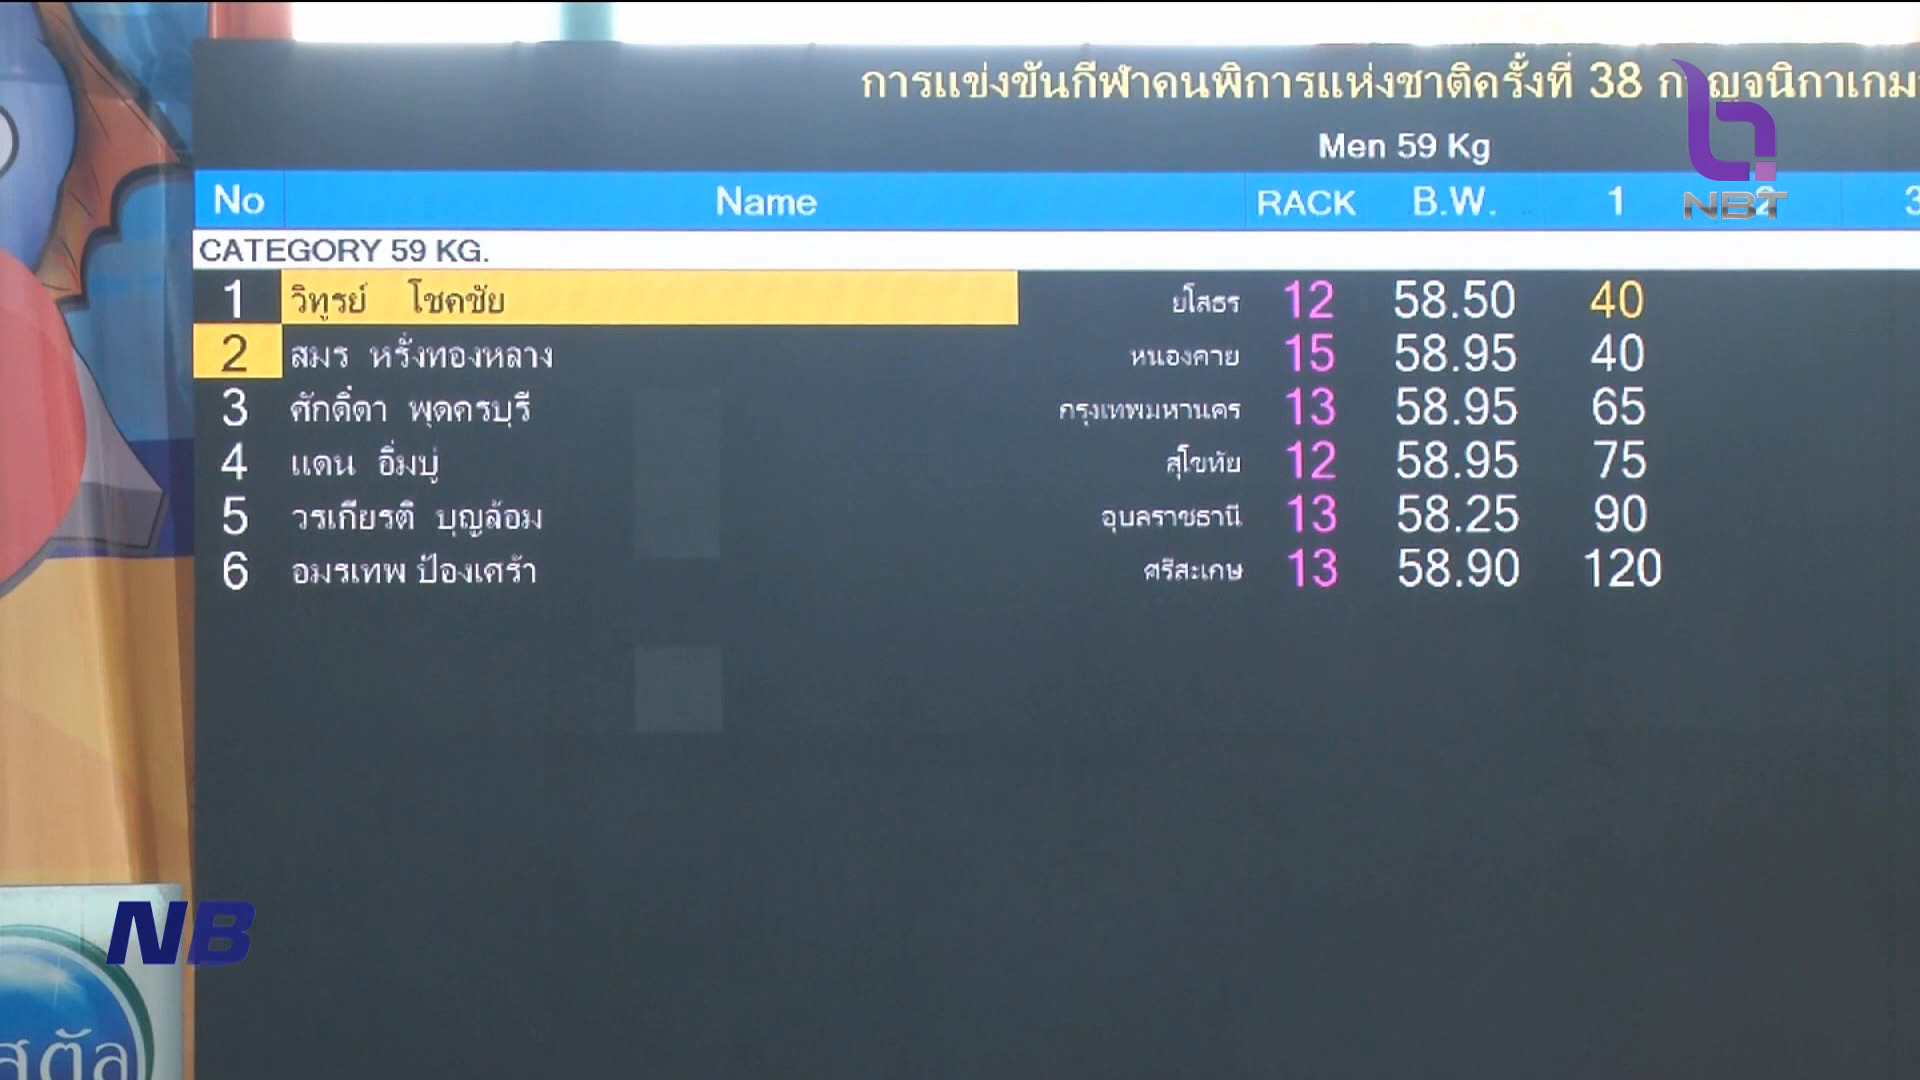 การแข่งขันกีฬาคนพิการแห่งชาติครั้งที่ 38
Men 59 Kg
NBT
No Name RACK B.W. 1 2 3
CATEGORY 59 KG.
1 วิทูรย์ โชคชัย ยโสธร 12 58.50 40
2 สมร หรั่งทองหลาง หนองคาย 15 58.95 40
3 ศักดิ์ดา พุดครบุรี กรุงเทพมหานคร 13 58.95 65
4 แดน อิ่มบู่ สุโขทัย 12 58.95 75
5 วรเกียรติ บุญล้อม อุบลราชธานี 13 58.25 90
6 อมรเทพ ป้องเศร้า ศรีสะเกษ 13 58.90 120
NB